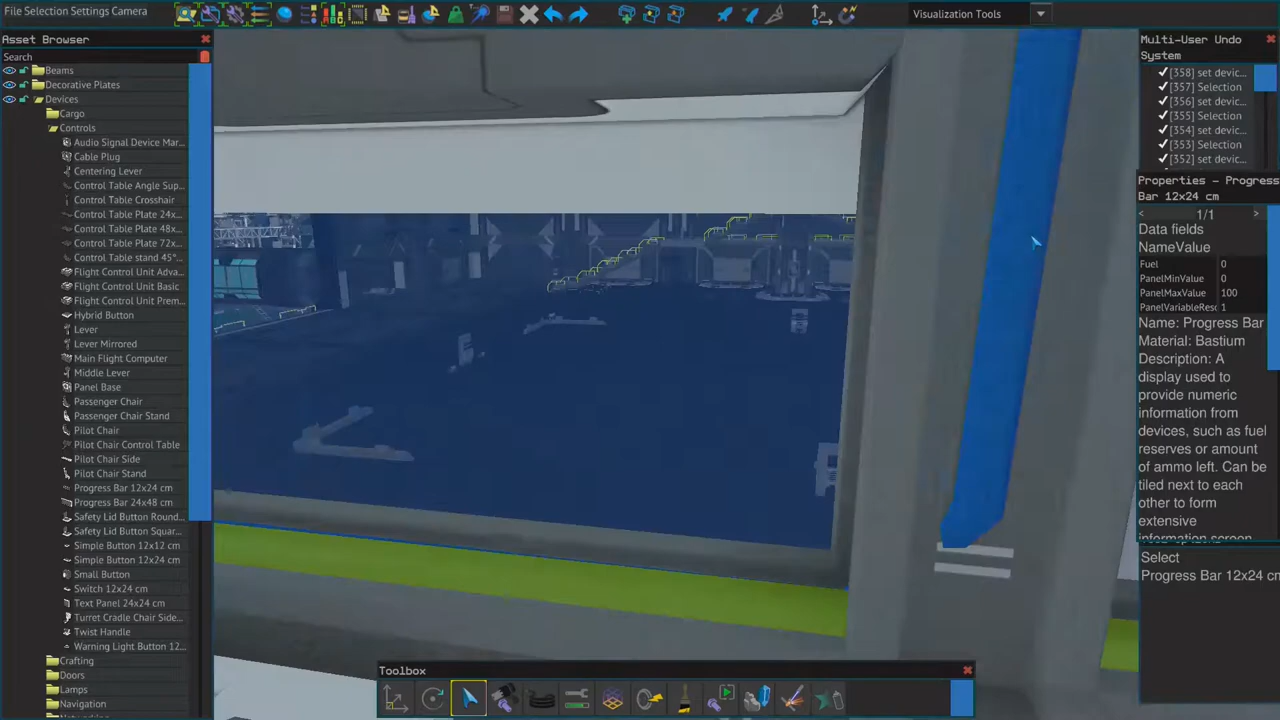 File Selection Settings Camera
Visualization Tools
Asset Browser
Search
Beams
Decorative Plates
Devices
Cargo
Controls
Audio Signal Device Mar...
Cable Plug
Centering Lever
Control Table Angle Sup...
Control Table Crosshair
Control Table Plate 24x...
Control Table Plate 48x...
Control Table Plate 72x...
Control Table stand 45°...
Flight Control Unit Adva...
Flight Control Unit Basic
Flight Control Unit Prem...
Hybrid Button
Lever
Lever Mirrored
Main Flight Computer
Middle Lever
Panel Base
Passenger Chair
Passenger Chair Stand
Pilot Chair
Pilot Chair Control Table
Pilot Chair Side
Pilot Chair Stand
Progress Bar 12x24 cm
Progress Bar 24x48 cm
Safety Lid Button Round...
Safety Lid Button Squar...
Simple Button 12x12 cm
Simple Button 12x24 cm
Small Button
Switch 12x24 cm
Text Panel 24x24 cm
Turret Cradle Chair Side...
Twist Handle
Warning Light Button 12...
Crafting
Doors
Lamps
Navigation
Multi-User Undo
System
[358] set devic...
[357] Selection
[356] set devic...
[355] Selection
[354] set devic...
[353] Selection
[352] set devic...
Properties - Progress
Bar 12x24 cm
< 1/1 >
Data fields
NameValue
Fuel 0
PanelMinValue 0
PanelMaxValue 100
PanelVariableResc 1
Name: Progress Bar
Material: Bastium
Description: A
display used to
provide numeric
information from
devices, such as fuel
reserves or amount
of ammo left. Can be
tiled next to each
other to form
extensive
information screen
Select
Progress Bar 12x24 cm
Toolbox